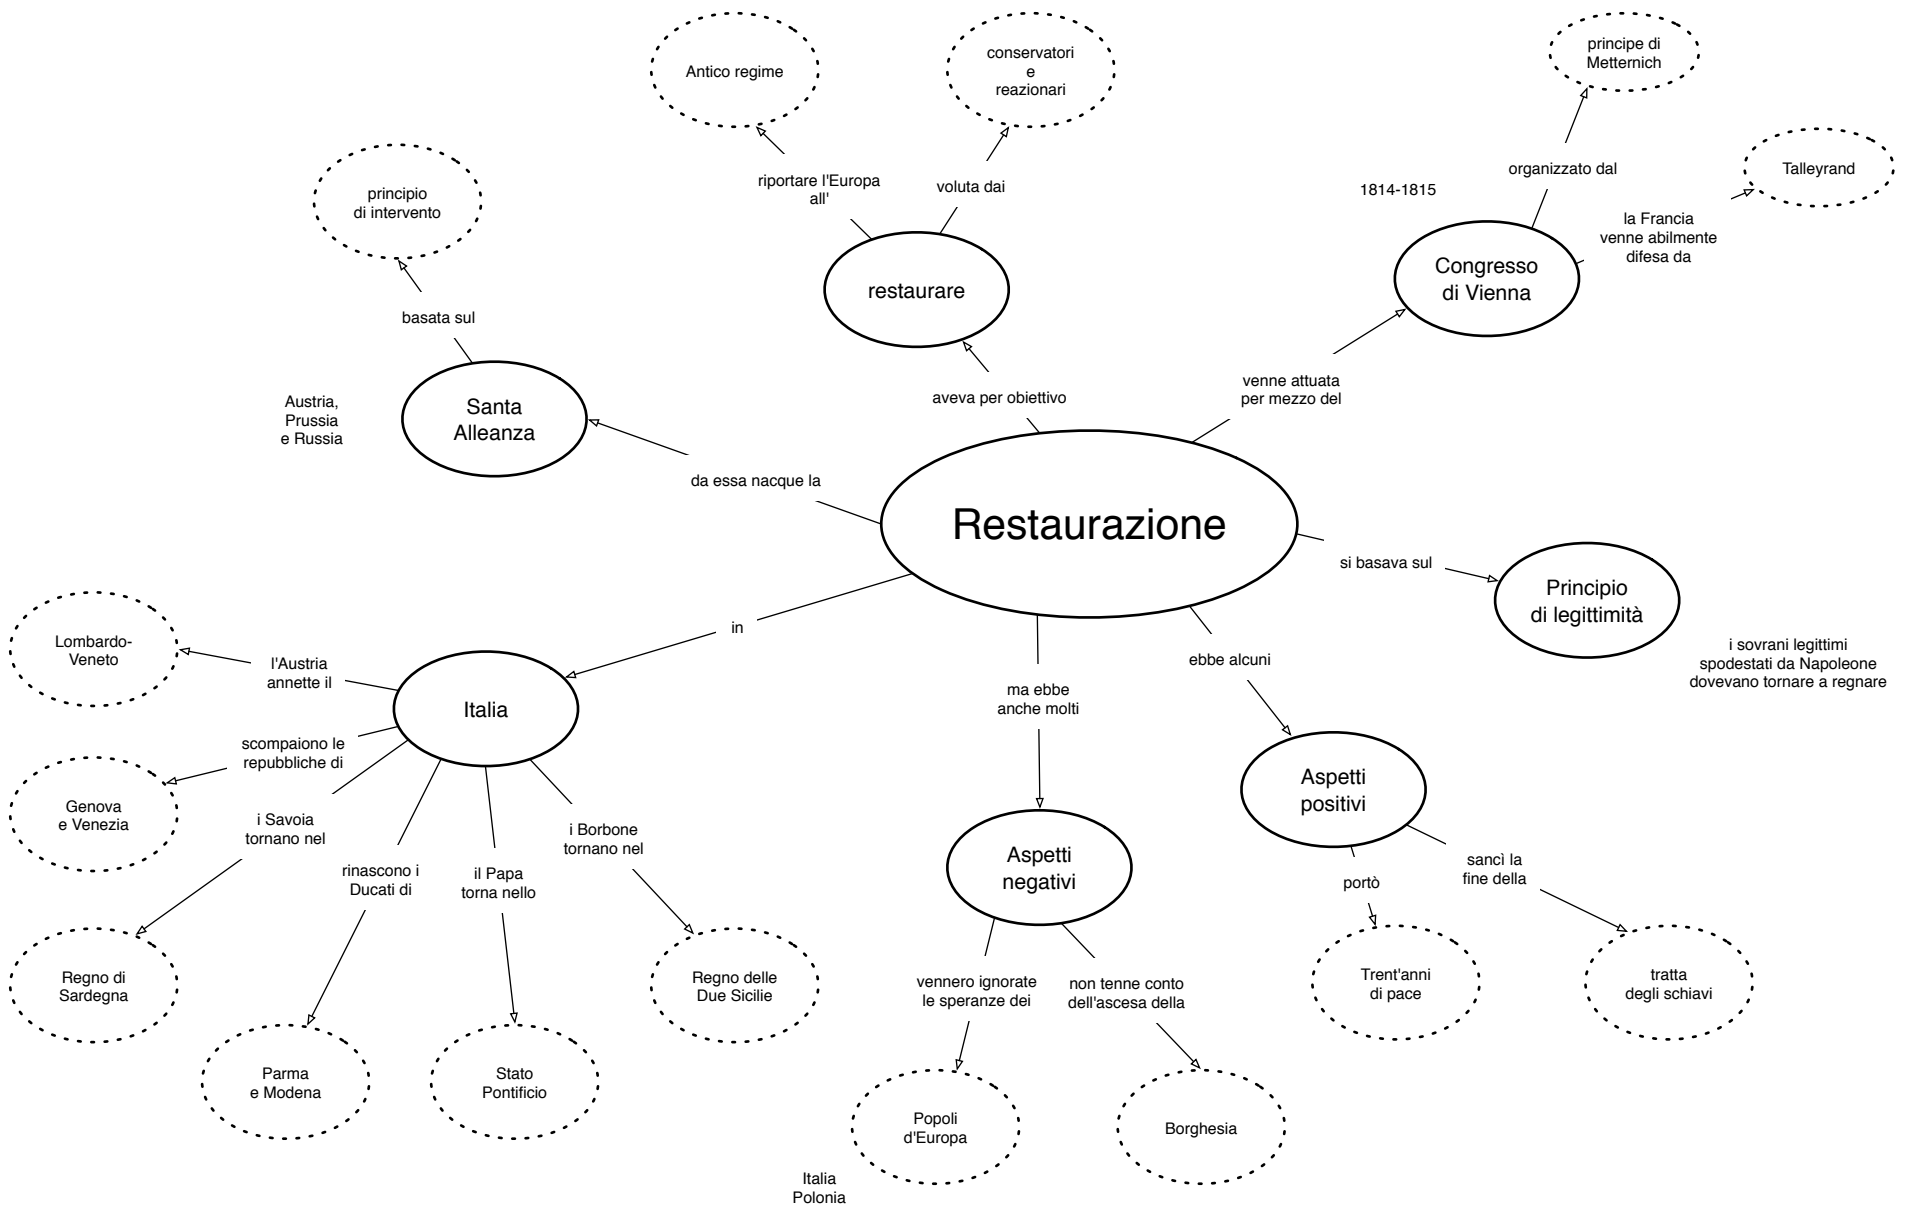 Antico regime
conservatori
e
reazionari
principe di
Metternich
principio
di intervento
riportare l'Europa
all'
voluta dai
1814-1815
organizzato dal
Talleyrand
la Francia
venne abilmente
difesa da
restaurare
Congresso
di Vienna
basata sul
Austria,
Prussia
e Russia
Santa
Alleanza
aveva per obiettivo
venne attuata
per mezzo del
da essa nacque la
Restaurazione
si basava sul
Principio
di legittimità
i sovrani legittimi
spodestati da Napoleone
dovevano tornare a regnare
in
Lombardo-
Veneto
l'Austria
annette il
Italia
ma ebbe
anche molti
ebbe alcuni
scompaiono le
repubbliche di
Genova
e Venezia
i Savoia
tornano nel
rinascono i
Ducati di
il Papa
torna nello
i Borbone
tornano nel
Aspetti
negativi
Aspetti
positivi
portò
sancì la
fine della
Regno di
Sardegna
Parma
e Modena
Stato
Pontificio
Regno delle
Due Sicilie
vennero ignorate
le speranze dei
non tenne conto
dell'ascesa della
Trent'anni
di pace
tratta
degli schiavi
Popoli
d'Europa
Borghesia
Italia
Polonia